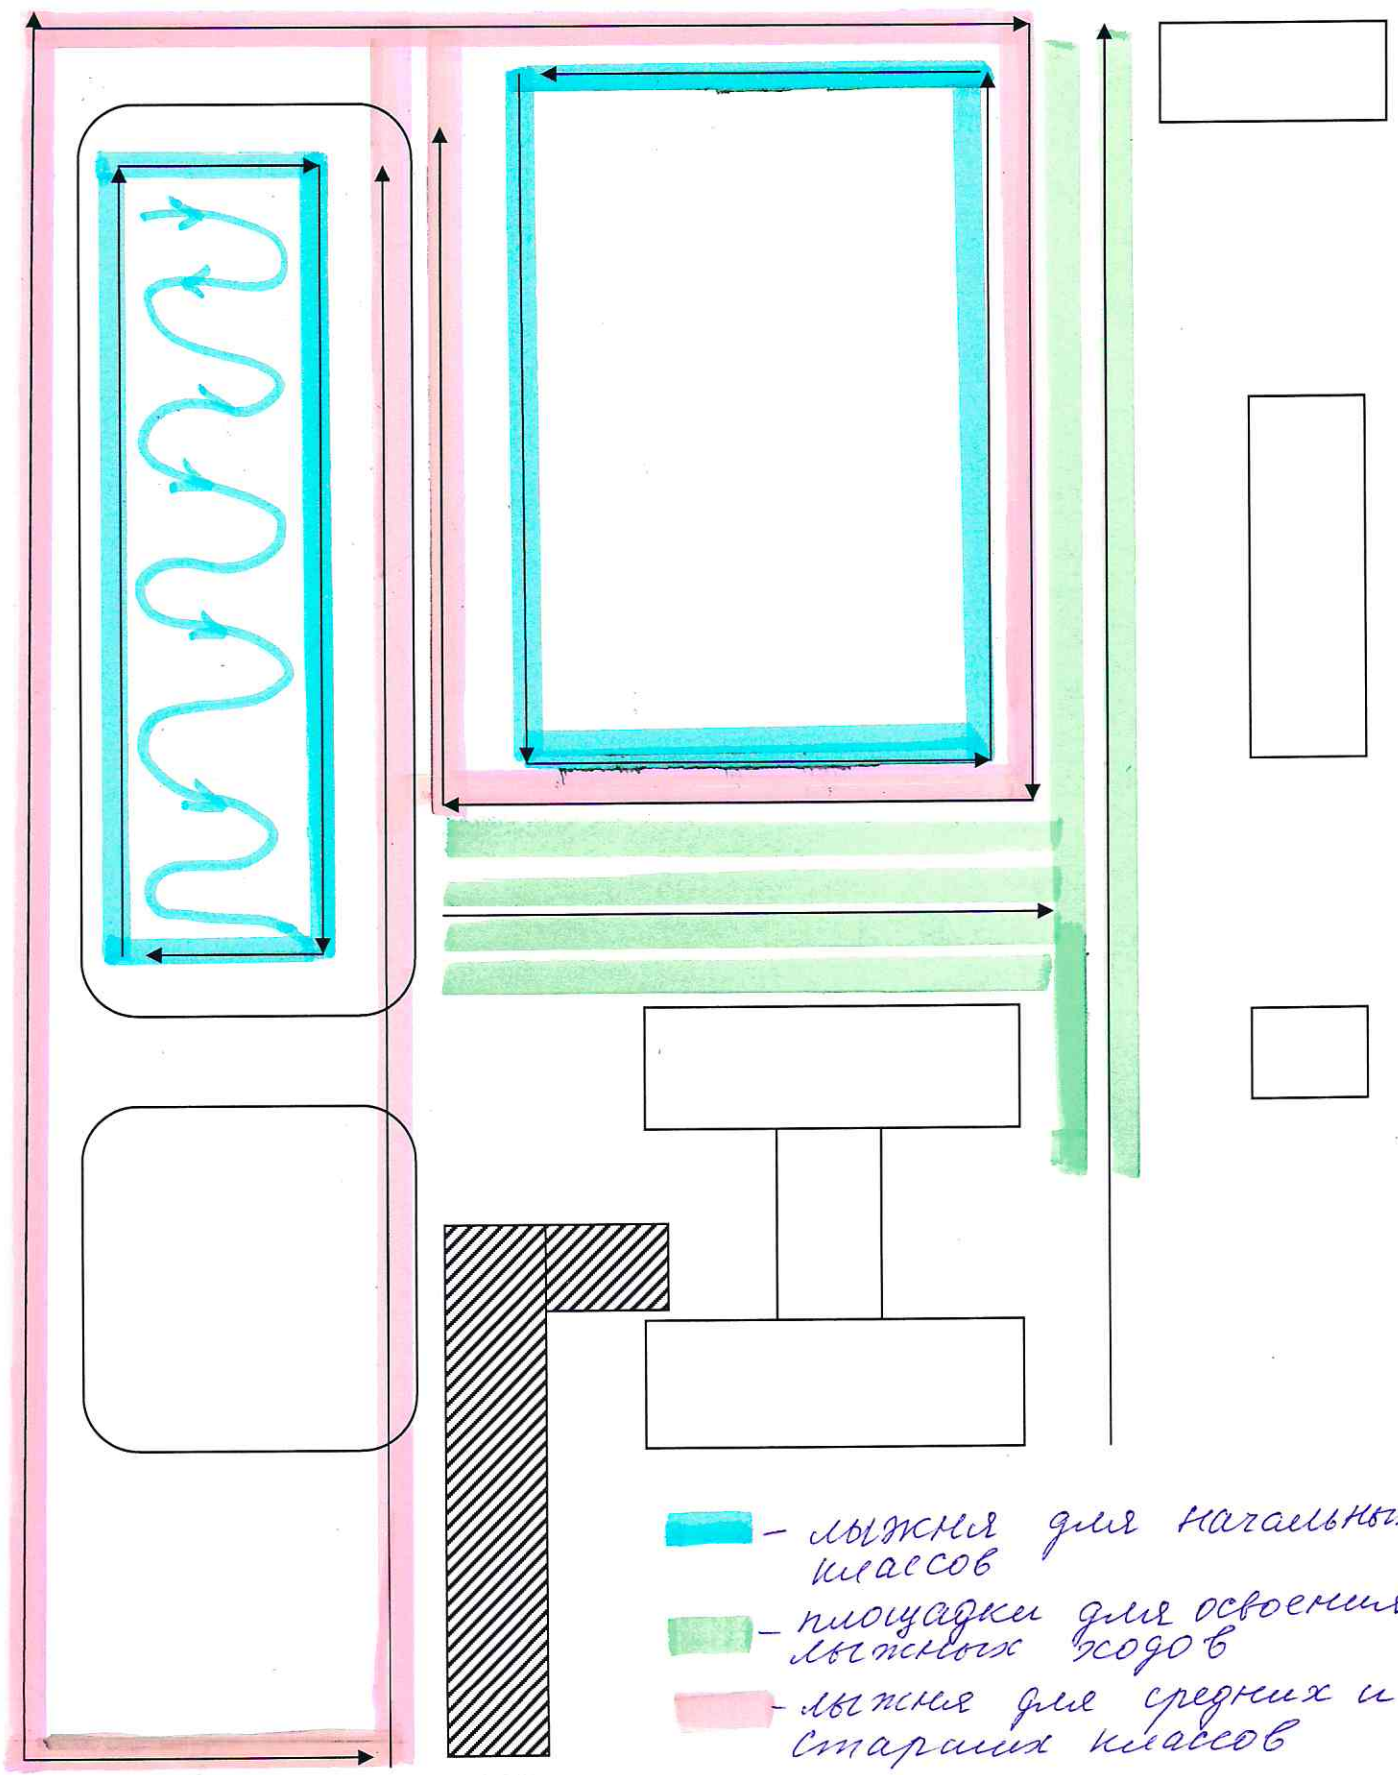 - лыжня для начальны
классов
- площадки для освоения
лыжных ходов
- лыжня для средних и
старших классов